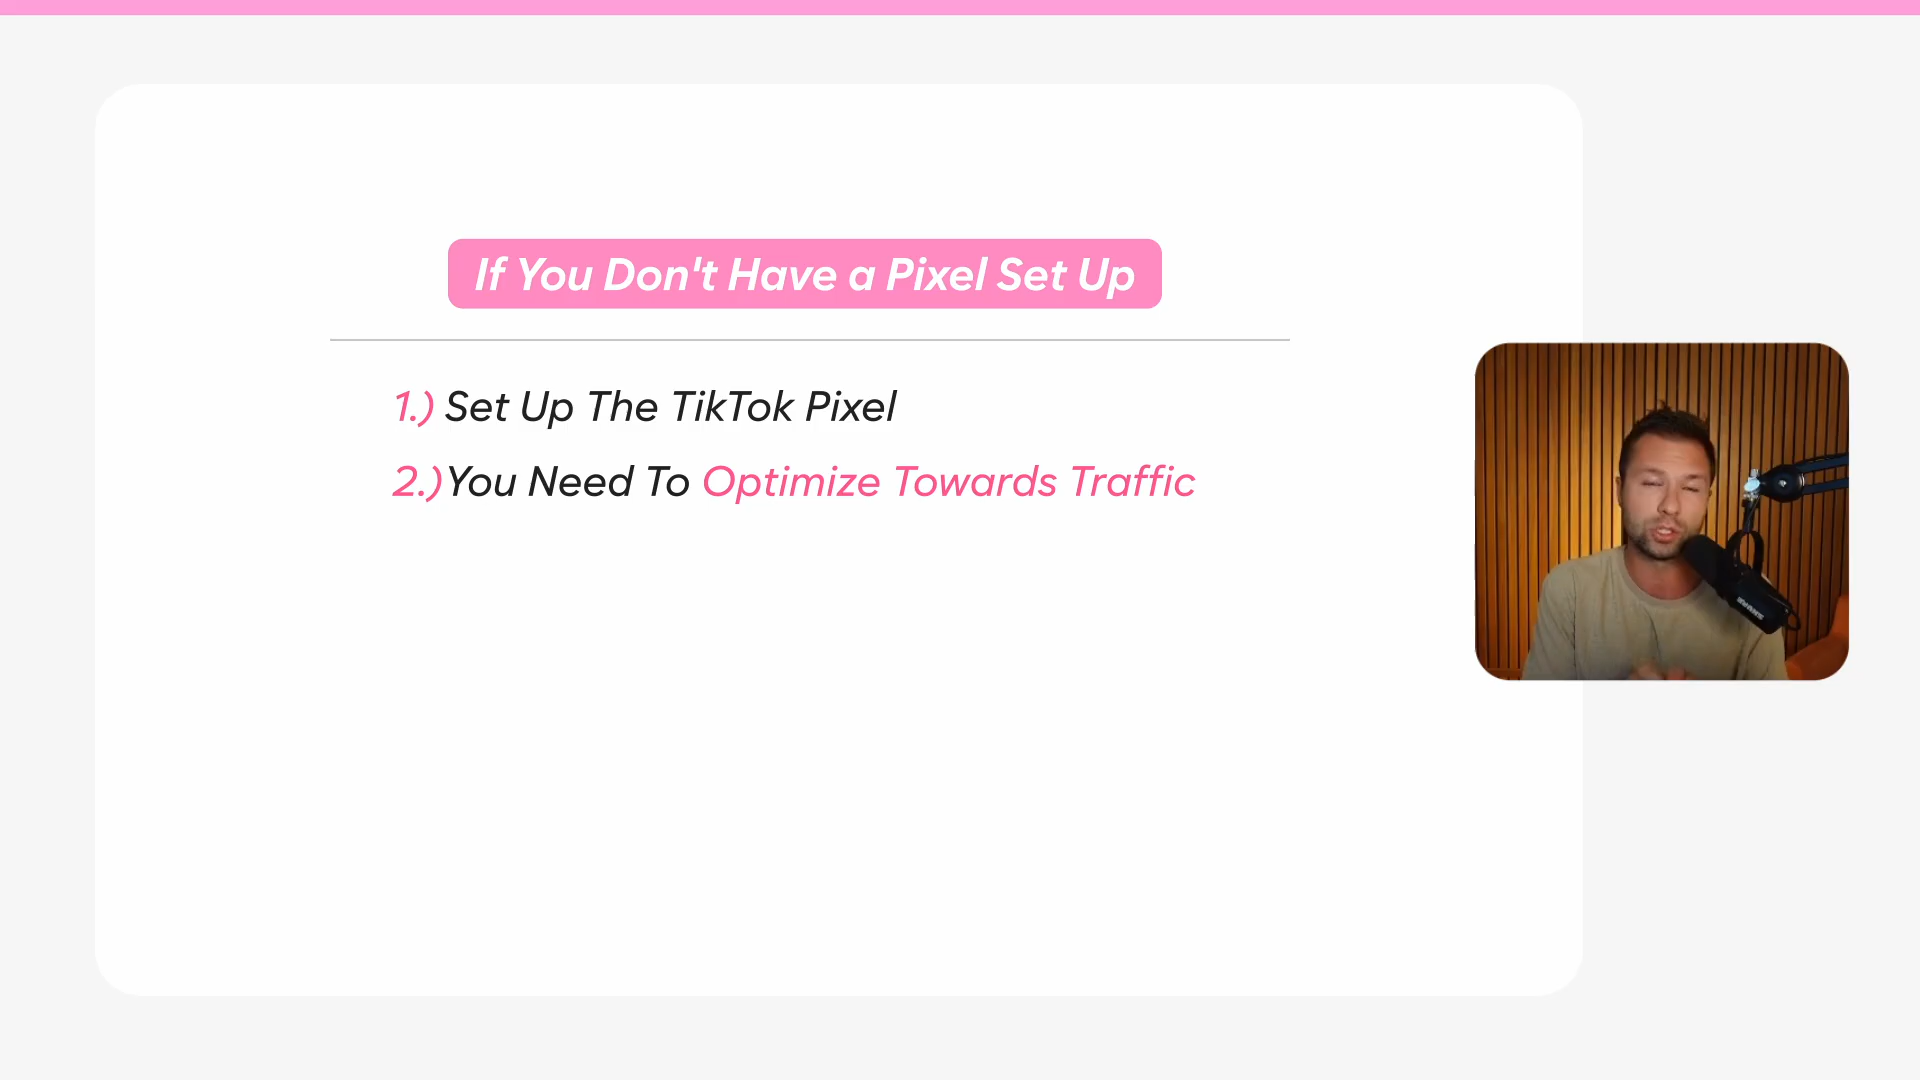 If You Don't Have a Pixel Set Up
1.) Set Up The TikTok Pixel
2.)You Need To Optimize Towards Traffic